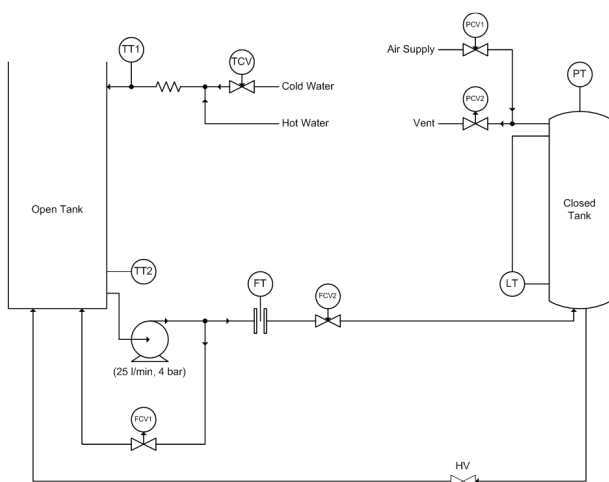 PCV1
Air Supply
TT1
TCV
PT
Cold Water
PCV2
Hot Water
Vent
Open Tank
Closed
Tank
TT2
FT
FCV2
LT
(25 l/min, 4 bar)
FCV1
HV